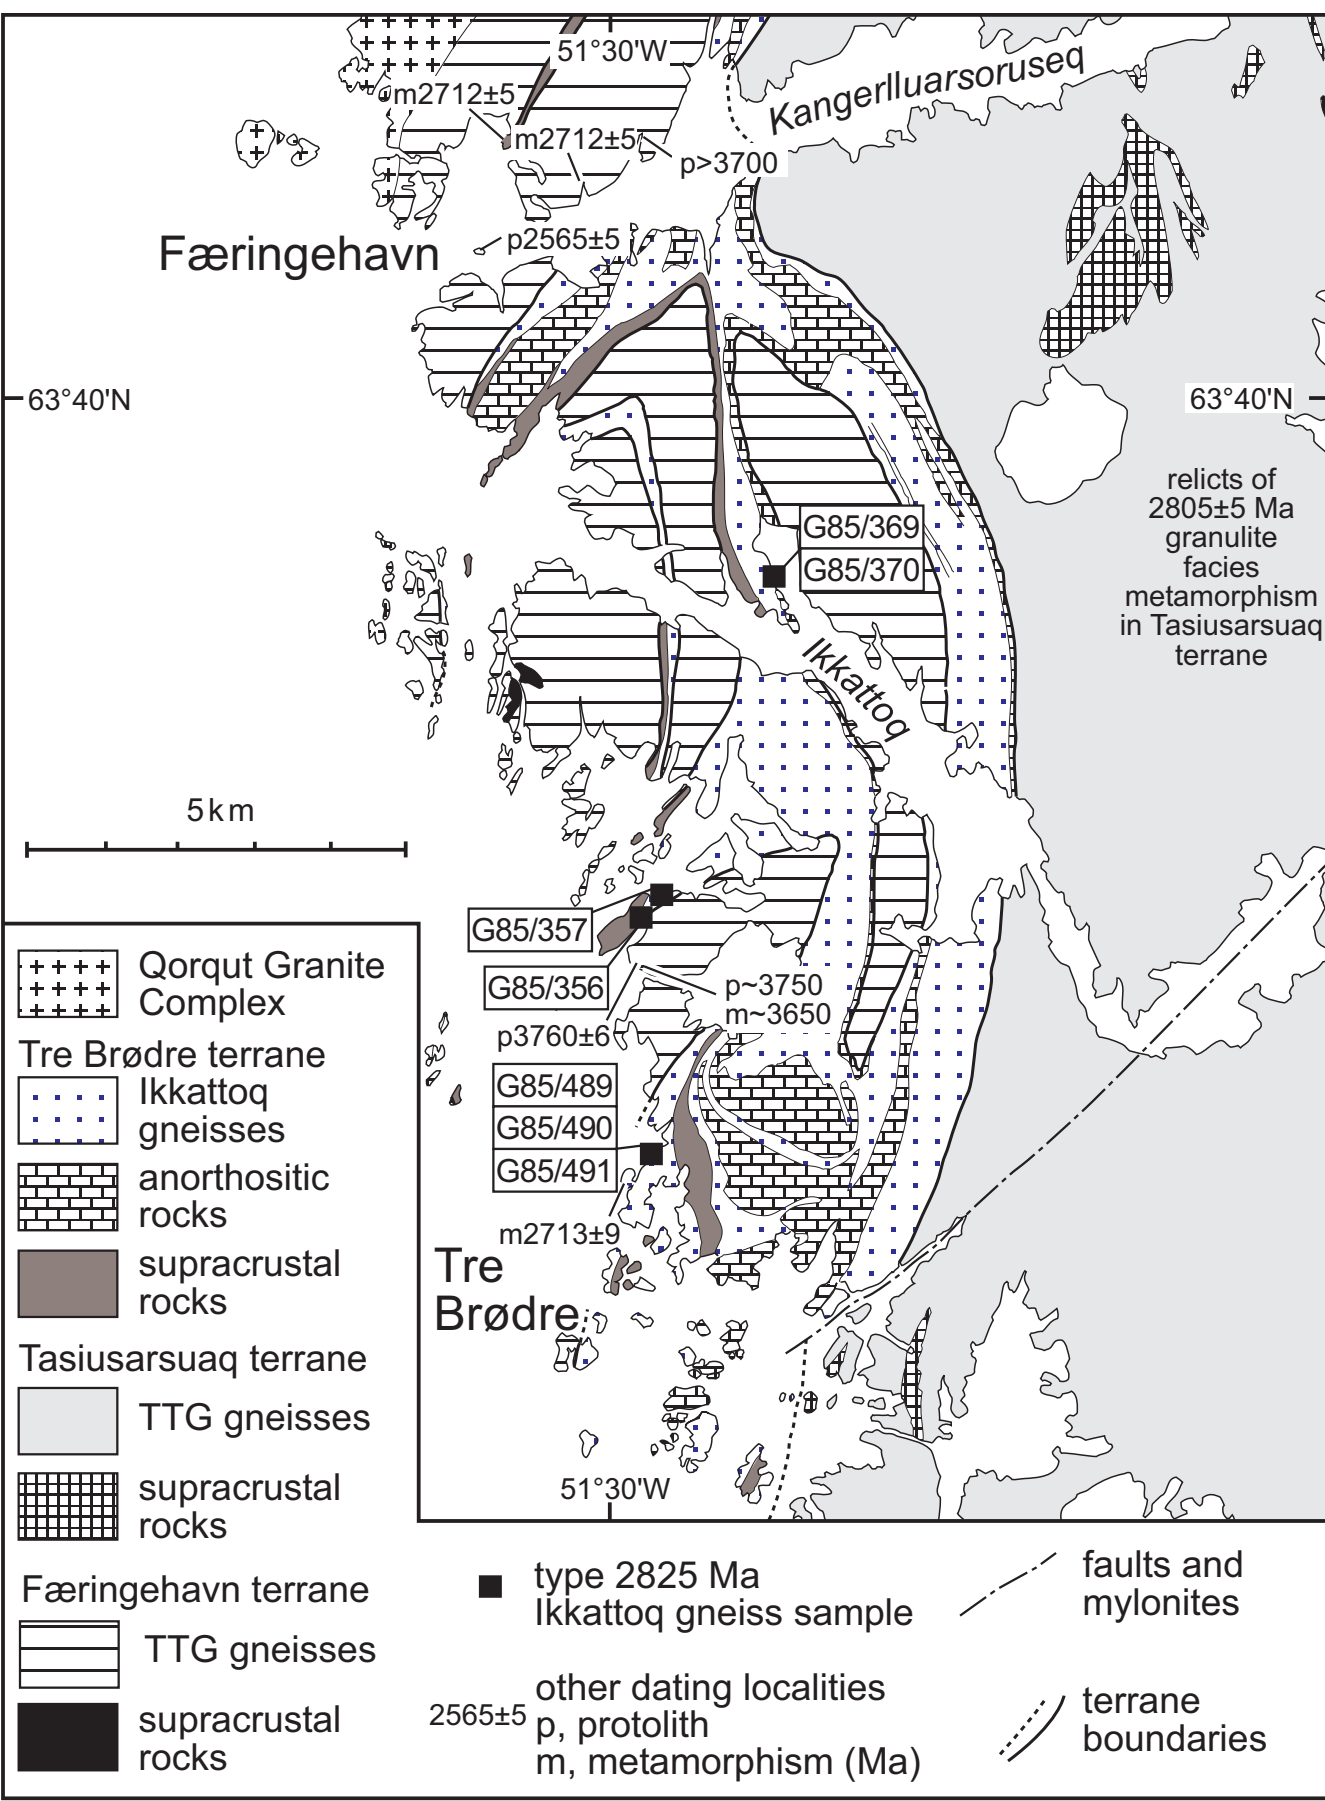 51°30'W
Kangerlluarsoruseq
m2712±5
m2712±5
p>3700
p2565±5
Færingehavn
63°40'N
63°40'N
relicts of
2805±5 Ma
granulite
facies
metamorphism
in Tasiusarsuaq
terrane
G85/369
G85/370
Ikkattoq
5km
G85/357
G85/356
p~3750
m~3650
p3760±6
G85/489
G85/490
G85/491
m2713±9
Tre
Brødre
51°30'W
Qorqut Granite
Complex
Tre Brødre terrane
Ikkattoq
gneisses
anorthositic
rocks
supracrustal
rocks
Tasiusarsuaq terrane
TTG gneisses
supracrustal
rocks
Færingehavn terrane
TTG gneisses
supracrustal
rocks
type 2825 Ma
Ikkattoq gneiss sample
2565±5
other dating localities
p, protolith
m, metamorphism (Ma)
faults and
mylonites
terrane
boundaries